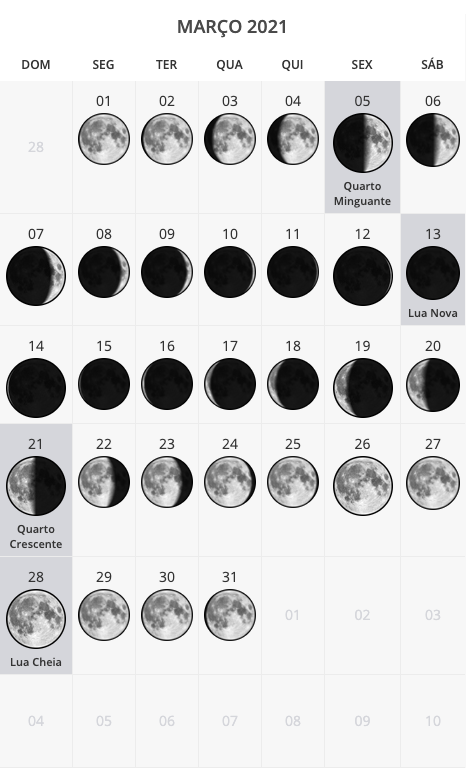 MARÇO 2021
DOM SEG TER QUA QUI SEX SÁB
28 01 02 03 04 05 06
Quarto
Minguante
07 08 09 10 11 12 13
Lua Nova
14 15 16 17 18 19 20
21 22 23 24 25 26 27
Quarto
Crescente
28 29 30 31 01 02 03
Lua Cheia
04 05 06 07 08 09 10